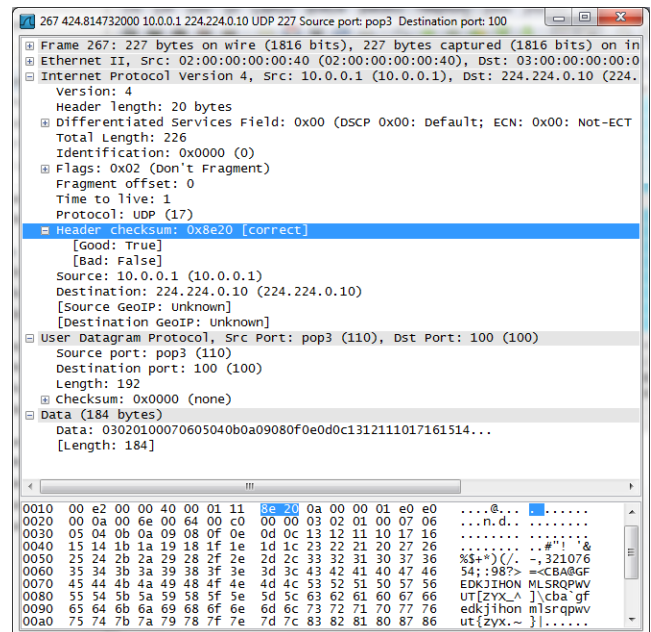 267 424.814732000 10.0.0.1 224.224.0.10 UDP 227 Source port: pop3 Destination port: 100
Frame 267: 227 bytes on wire (1816 bits), 227 bytes captured (1816 bits) on in
Ethernet II, Src: 02:00:00:00:00:40 (02:00:00:00:00:40), Dst: 03:00:00:00:00:0
Internet Protocol Version 4, Src: 10.0.0.1 (10.0.0.1), Dst: 224.224.0.10 (224.
Version: 4
Header length: 20 bytes
Differentiated Services Field: 0x00 (DSCP 0x00: Default; ECN: 0x00: Not-ECT
Total Length: 226
Identification: 0x0000 (0)
Flags: 0x02 (Don't Fragment)
Fragment offset: 0
Time to live: 1
Protocol: UDP (17)
Header checksum: 0x8e20 [correct]
[Good: True]
[Bad: False]
Source: 10.0.0.1 (10.0.0.1)
Destination: 224.224.0.10 (224.224.0.10)
[Source GeoIP: Unknown]
[Destination GeoIP: Unknown]
User Datagram Protocol, Src Port: pop3 (110), Dst Port: 100 (100)
Source port: pop3 (110)
Destination port: 100 (100)
Length: 192
Checksum: 0x0000 (none)
Data (184 bytes)
Data: 03020100070605040b0a09080f0e0d0c1312111017161514...
[Length: 184]
0010 00 e2 00 00 40 00 01 11 8e 20 0a 00 00 01 e0 e0 ....@... . ......
0020 00 0a 00 6e 00 64 00 c0 00 00 03 02 01 00 07 06 ...n.d.. ........
0030 05 04 0b 0a 09 08 0f 0e 0d 0c 13 12 11 10 17 16 ........ ........
0040 15 14 1b 1a 19 18 1f 1e 1d 1c 23 22 21 20 27 26 ........ ..#"! '&
0050 25 24 2b 2a 29 28 2f 2e 2d 2c 33 32 31 30 37 36 %$+*)(/. -,321076
0060 35 34 3b 3a 39 38 3f 3e 3d 3c 43 42 41 40 47 46 54;:98?> =<CBA@GF
0070 45 44 4b 4a 49 48 4f 4e 4d 4c 53 52 51 50 57 56 EDKJIHON MLSRQPWV
0080 55 54 5b 5a 59 58 5f 5e 5d 5c 63 62 61 60 67 66 UT[ZYX_^ ]\cba`gf
0090 65 64 6b 6a 69 68 6f 6e 6d 6c 73 72 71 70 77 76 edkjihon mlsrqpwv
00a0 75 74 7b 7a 79 78 7f 7e 7d 7c 83 82 81 80 87 86 ut{zyx.~ }|......